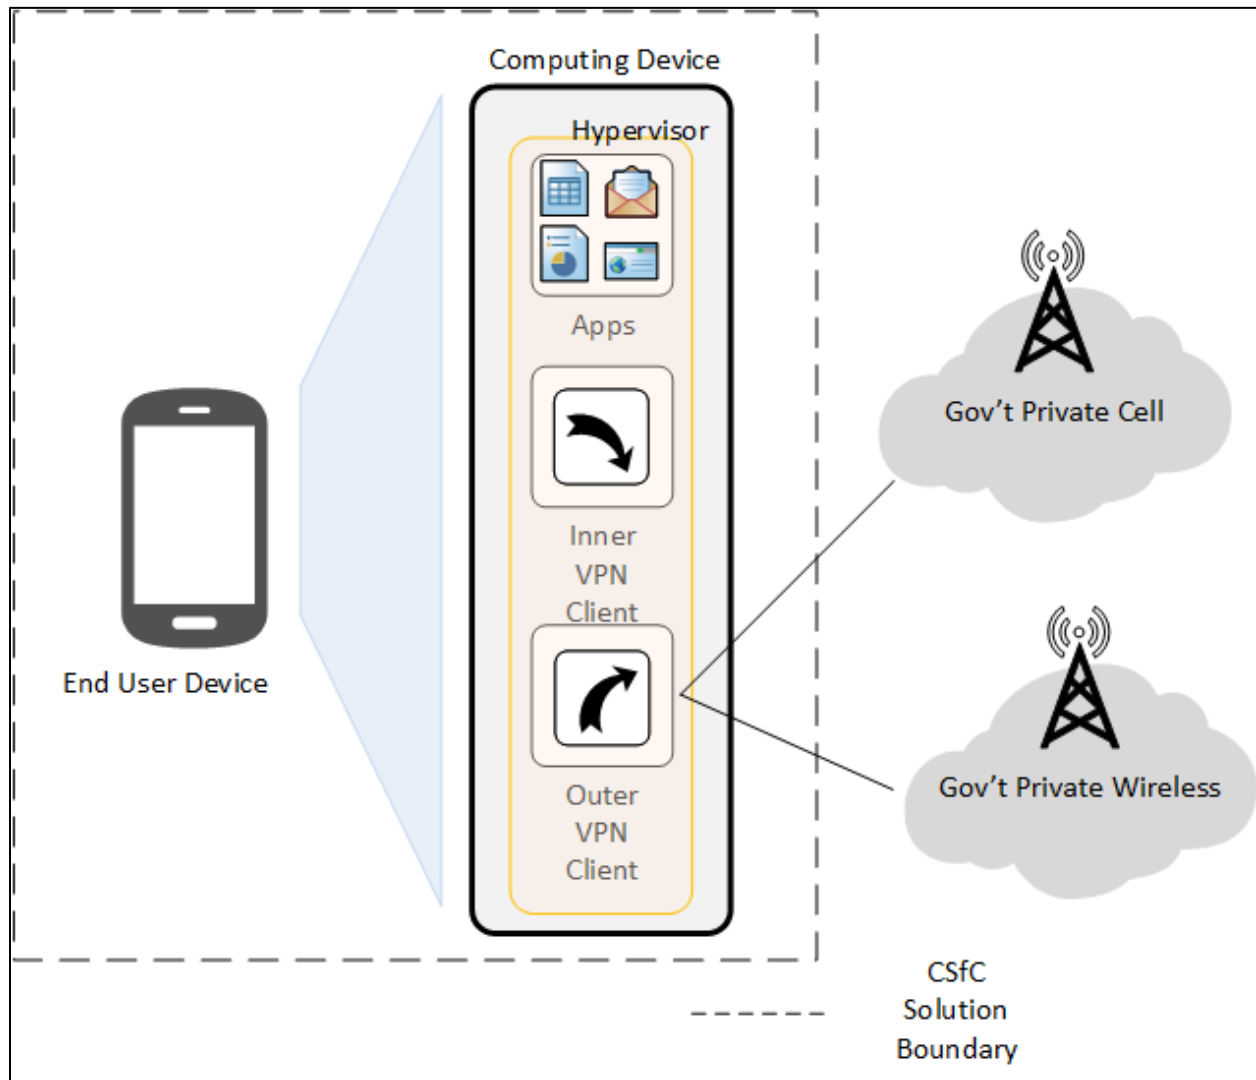 Computing Device
Hypervisor
Apps
Inner
VPN
Client
Outer
VPN
Client
End User Device
Gov't Private Cell
Gov't Private Wireless
CSfC
Solution
Boundary